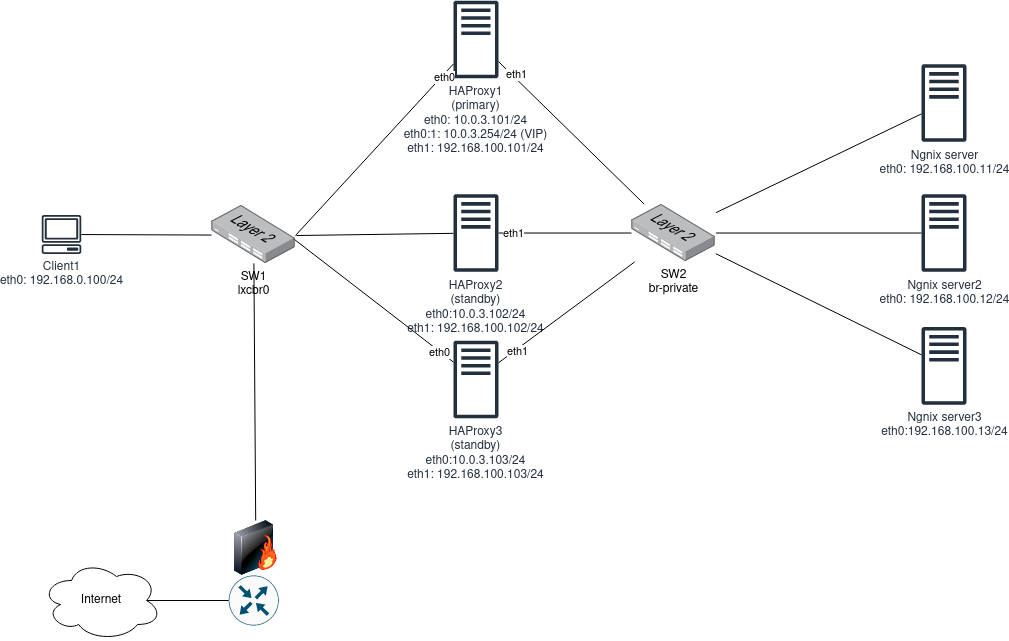 eth0
eth1
HAProxy1
(primary)
eth0: 10.0.3.101/24
eth0:1: 10.0.3.254/24 (VIP)
eth1: 192.168.100.101/24
Ngnix server
eth0: 192.168.100.11/24
Client1
eth0: 192.168.0.100/24
Layer 2
SW1
lxcbr0
eth1
HAProxy2
(standby)
eth0:10.0.3.102/24
eth1: 192.168.100.102/24
Layer 2
SW2
br-private
Ngnix server2
eth0: 192.168.100.12/24
eth0
eth1
HAProxy3
(standby)
eth0:10.0.3.103/24
eth1: 192.168.100.103/24
Ngnix server3
eth0:192.168.100.13/24
Internet